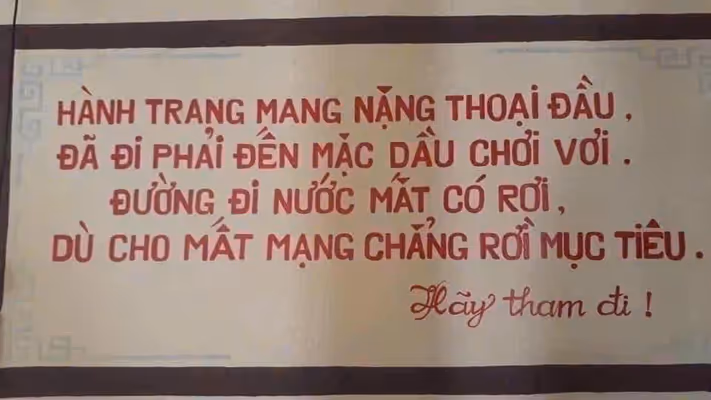 HÀNH TRANG MANG NẶNG THOẠI ĐẦU,
ĐÃ ĐI PHẢI ĐẾN MẶC DẦU CHƠI VƠI.
ĐƯỜNG ĐI NƯỚC MẮT CÓ RƠI,
DÙ CHO MẤT MẠNG CHẲNG RỜI MỤC TIÊU.
Hãy tham đi!